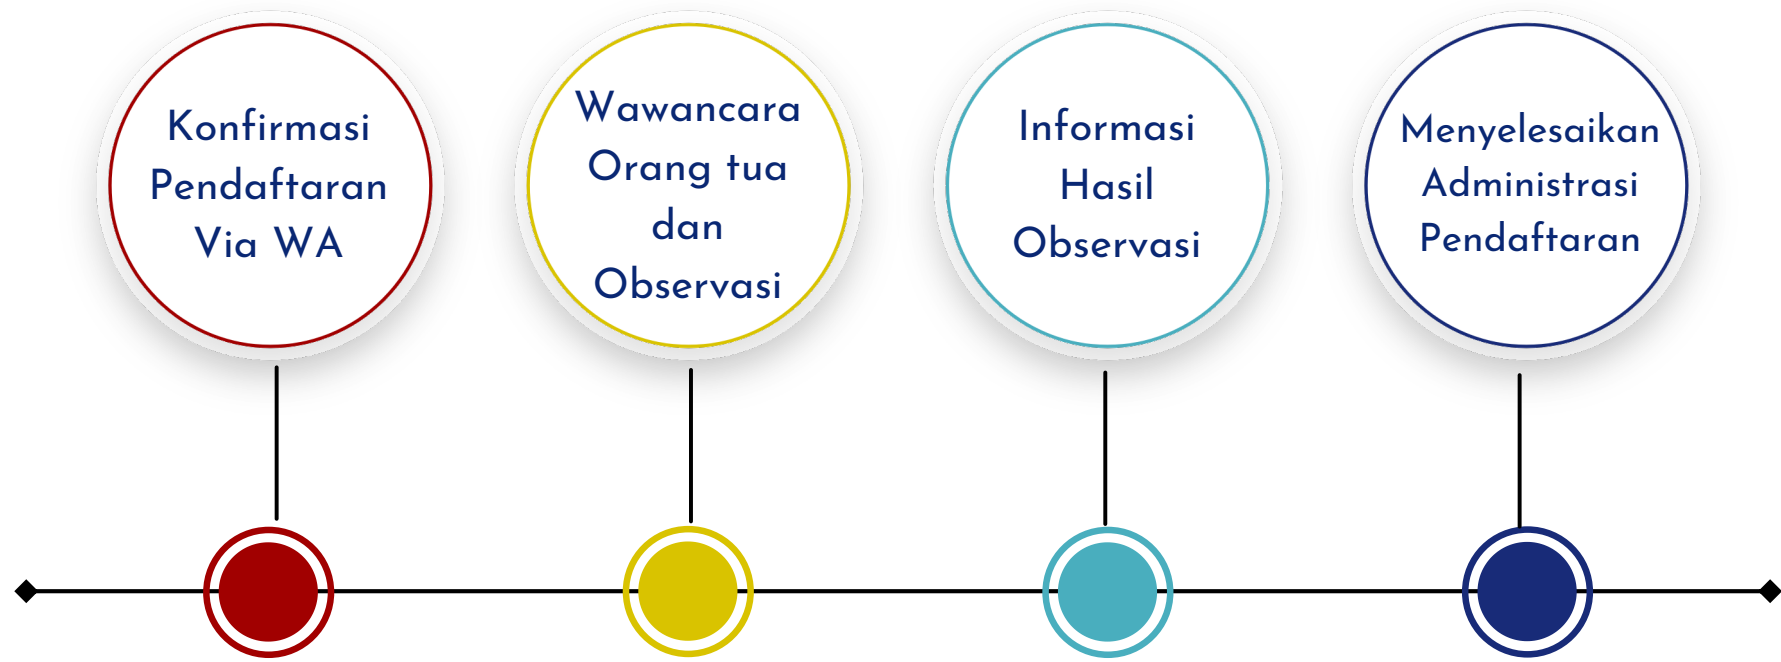 Konfirmasi
Pendaftaran
Via WA
Wawancara
Orang tua
dan
Observasi
Informasi
Hasil
Observasi
Menyelesaikan
Administrasi
Pendaftaran